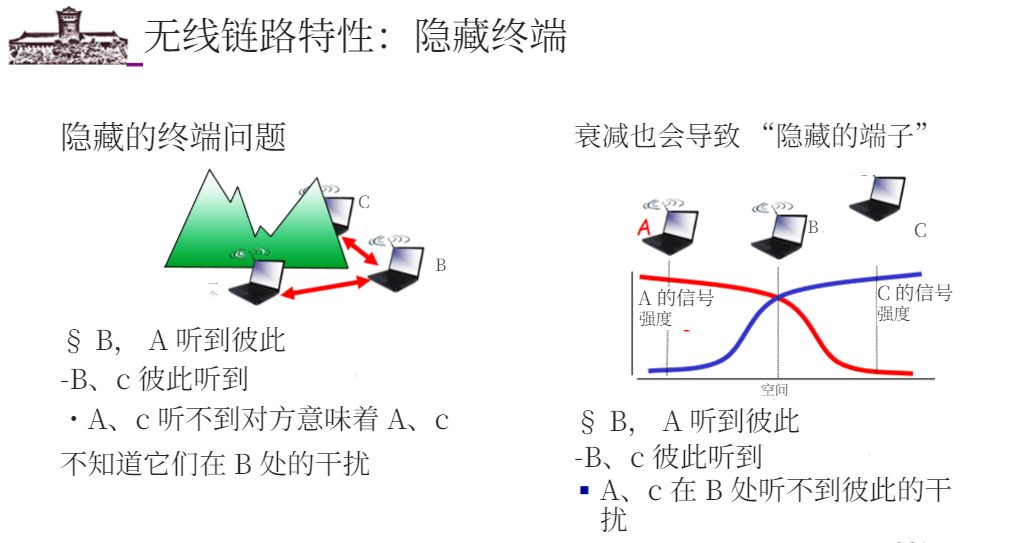 无线链路特性：隐藏终端
隐藏的终端问题
C
B
一个
§ B， A 听到彼此
-B、c 彼此听到
・A、c 听不到对方意味着 A、c
不知道它们在 B 处的干扰
衰减也会导致 “隐藏的端子”
A
B
C
A 的信号
强度
C 的信号
强度
空间
§ B， A 听到彼此
-B、c 彼此听到
▪ A、c 在 B 处听不到彼此的干
扰